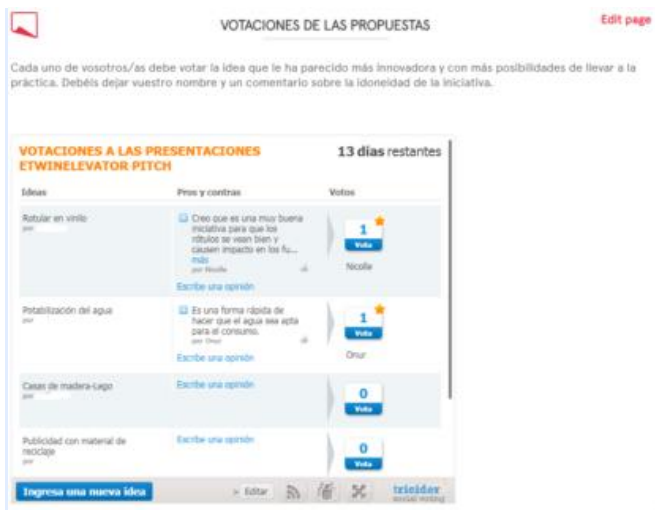 VOTACIONES DE LAS PROPUESTAS
Edit page
Cada uno de vosotros/as debe votar la idea que le ha parecido más innovadora y con más posibilidades de llevar a la
práctica. Debéis dejar vuestro nombre y un comentario sobre la idoneidad de la iniciativa.
VOTACIONES A LAS PRESENTACIONES
ETWINELEVATOR PITCH
13 días restantes
Ideas
Pros y contras
Votos
Rotular en vinilo
por
Creo que es una muy buena
iniciativa para que los
rótulos se vean bien y
causen impacto en los fu...
más
por Nicolle
Escribe una opinión
1
Vota
Nicolle
Potabilización del agua
por
Es una forma rápida de
hacer que el agua sea apta
para el consumo.
por Onur
Escribe una opinión
1
Vota
Onur
Casas de madera-Lago
por
Escribe una opinión
0
Vota
Publicidad con material de
reciclaje
por
Escribe una opinión
0
Vota
Ingresa una nueva idea
» Editar
tricider
social voting